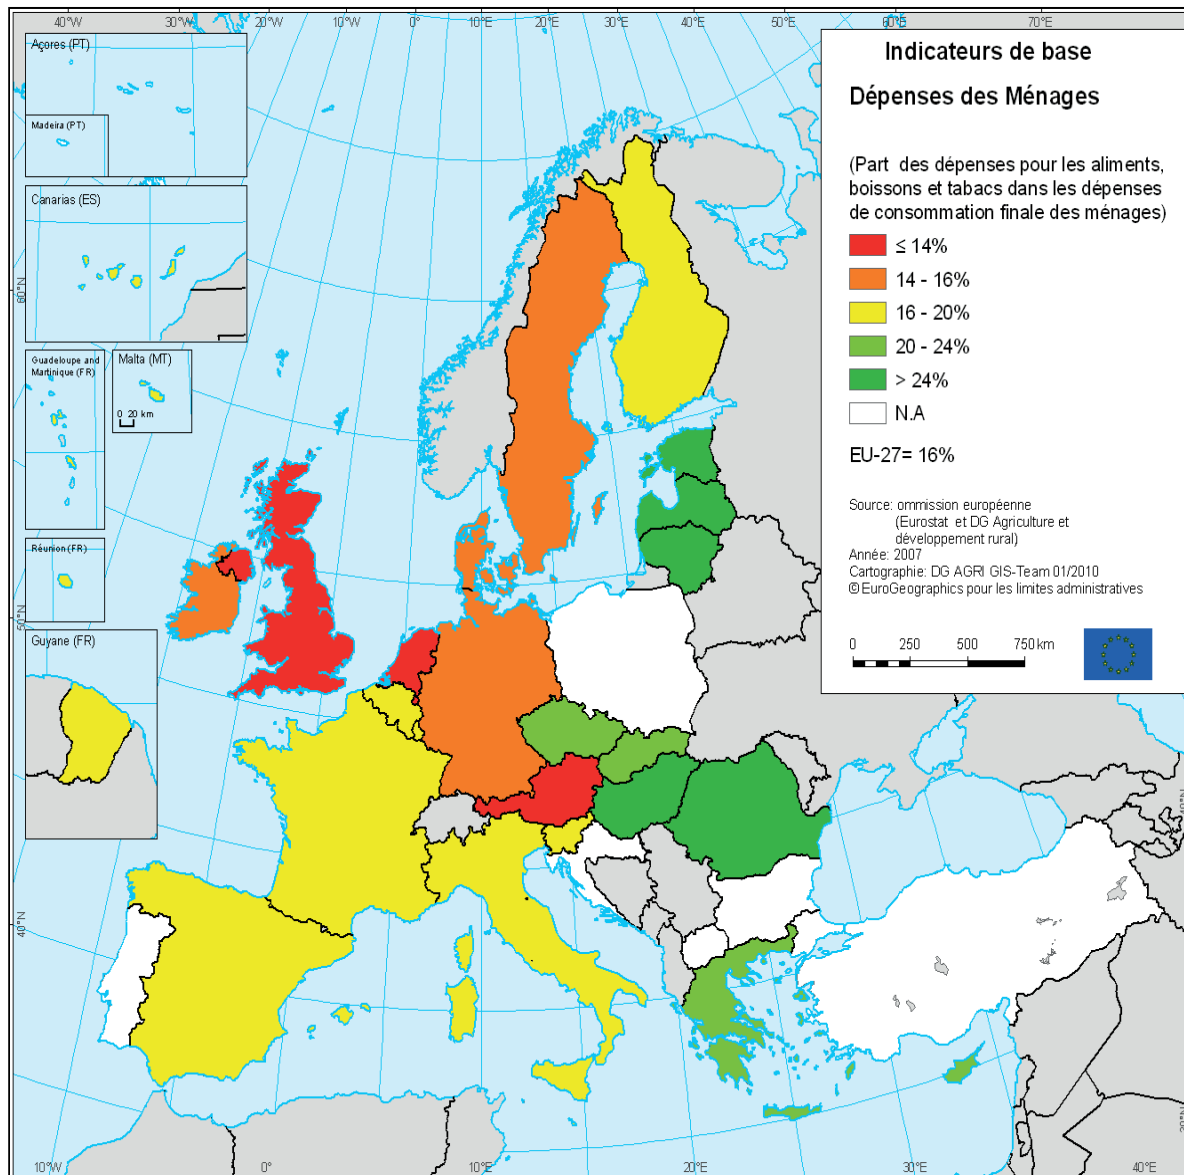 40°W
30°W
20°W
10°W
0°
10°E
20°E
30°E
40°E
50°E
60°E
70°E
Açores (PT)
Madeira (PT)
Canarias (ES)
Guadeloupe and
Martinique (FR)
Malta (MT)
0 20 km
Réunion (FR)
Guyane (FR)
60°N
50°N
40°N
Indicateurs de base
Dépenses des Ménages
(Part des dépenses pour les aliments,
boissons et tabacs dans les dépenses
de consommation finale des ménages)
≤ 14%
14 - 16%
16 - 20%
20 - 24%
> 24%
N.A
EU-27= 16%
Source: ommission européenne
(Eurostat et DG Agriculture et
développement rural)
Année: 2007
Cartographie: DG AGRI GIS-Team 01/2010
© EuroGeographics pour les limites administratives
0 250 500 750 km
40°N
30°N
10°W
0°
10°E
20°E
30°E
40°E